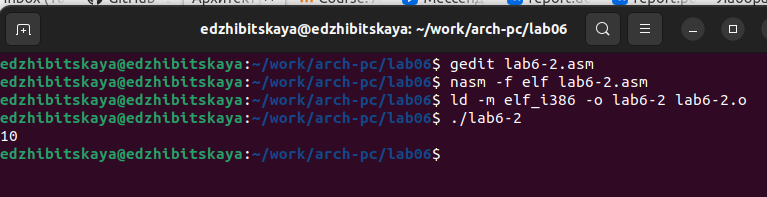 edzhibitskaya@edzhibitskaya: ~/work/arch-pc/lab06
edzhibitskaya@edzhibitskaya:~/work/arch-pc/lab06$ gedit lab6-2.asm
edzhibitskaya@edzhibitskaya:~/work/arch-pc/lab06$ nasm -f elf lab6-2.asm
edzhibitskaya@edzhibitskaya:~/work/arch-pc/lab06$ ld -m elf_i386 -o lab6-2 lab6-2.o
edzhibitskaya@edzhibitskaya:~/work/arch-pc/lab06$ ./lab6-2
10
edzhibitskaya@edzhibitskaya:~/work/arch-pc/lab06$